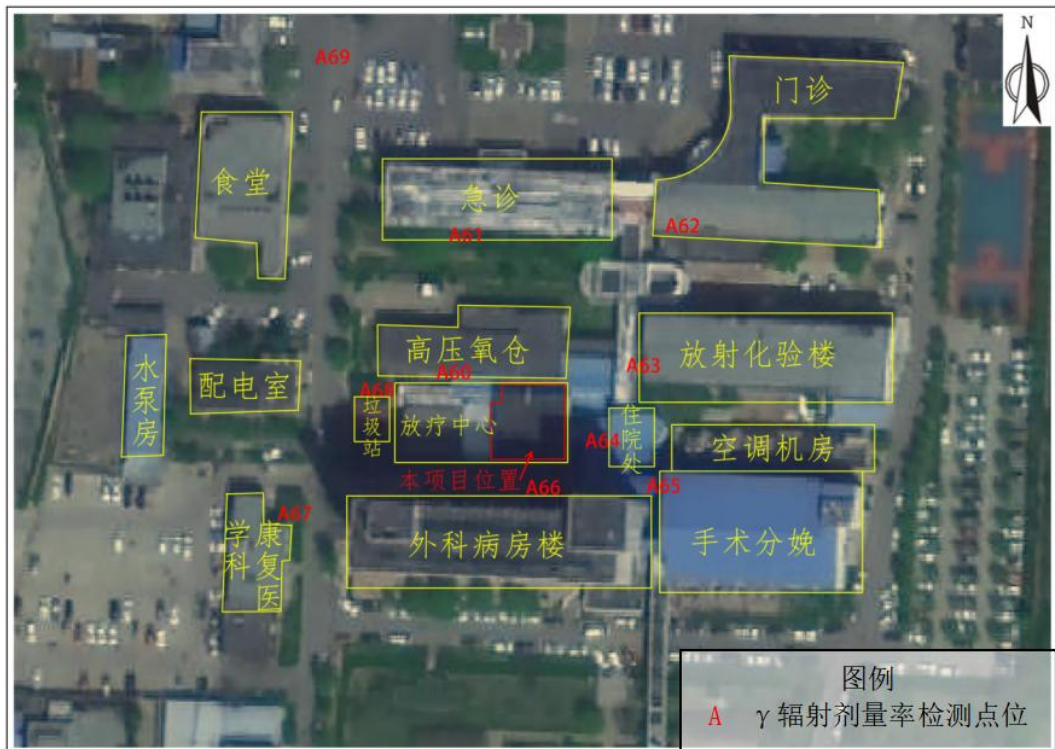 N
A69
门诊
食堂
急诊
A61
A62
高压氧仓
放射化验楼
A63
水泵房
配电室
A60
A68
垃圾站
放疗中心
住院处
A64
空调机房
本项目位置
A66
A65
A67
学科
康复医
外科病房楼
手术分娩
图例
A γ辐射剂量率检测点位